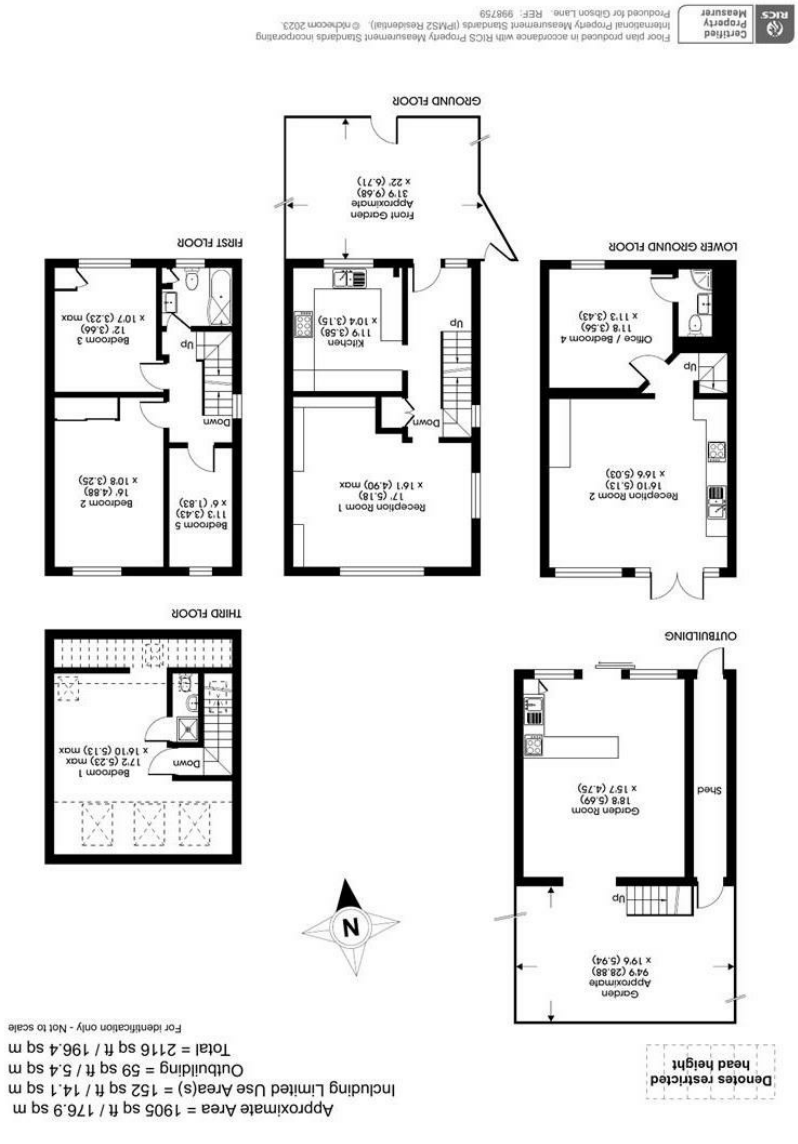 Denotes restricted
head height
Approximate Area = 1905 sq ft / 176.9 sq m
Including Limited Use Area(s) = 152 sq ft / 14.1 sq m
Outbuilding = 59 sq ft / 5.4 sq m
Total = 2116 sq ft / 196.4 sq m
For identification only - Not to scale
Garden
Approximate
94'9 (28.88)
x 19'6 (5.94)
N
Up
Shed
Garden Room
18'8 (5.69)
x 15'7 (4.75)
OUTBUILDING
Down
Bedroom 1
17'2 (5.23) max
x 16'10 (5.13) max
THIRD FLOOR
Reception Room 2
16'10 (5.13)
x 16'6 (5.03)
Up
Office / Bedroom 4
11'8 (3.56)
x 11'3 (3.43)
LOWER GROUND FLOOR
Reception Room 1
17' (5.18)
x 16'1 (4.90) max
Down
Up
Kitchen
11'9 (3.58)
x 10'4 (3.15)
Front Garden
Approximate
31'9 (9.68)
x 22' (6.71)
GROUND FLOOR
Bedroom 5
11'3 (3.43)
x 6' (1.83)
Bedroom 2
16' (4.88)
x 10'8 (3.25)
Down
Up
Bedroom 3
12' (3.66)
x 10'7 (3.23) max
FIRST FLOOR
RICS
Certified
Property
Measurer
Floor plan produced in accordance with RICS Property Measurement Standards incorporating
International Property Measurement Standards (IPMS2 Residential). © nichecom 2023.
Produced for Gibson Lane. REF: 998759